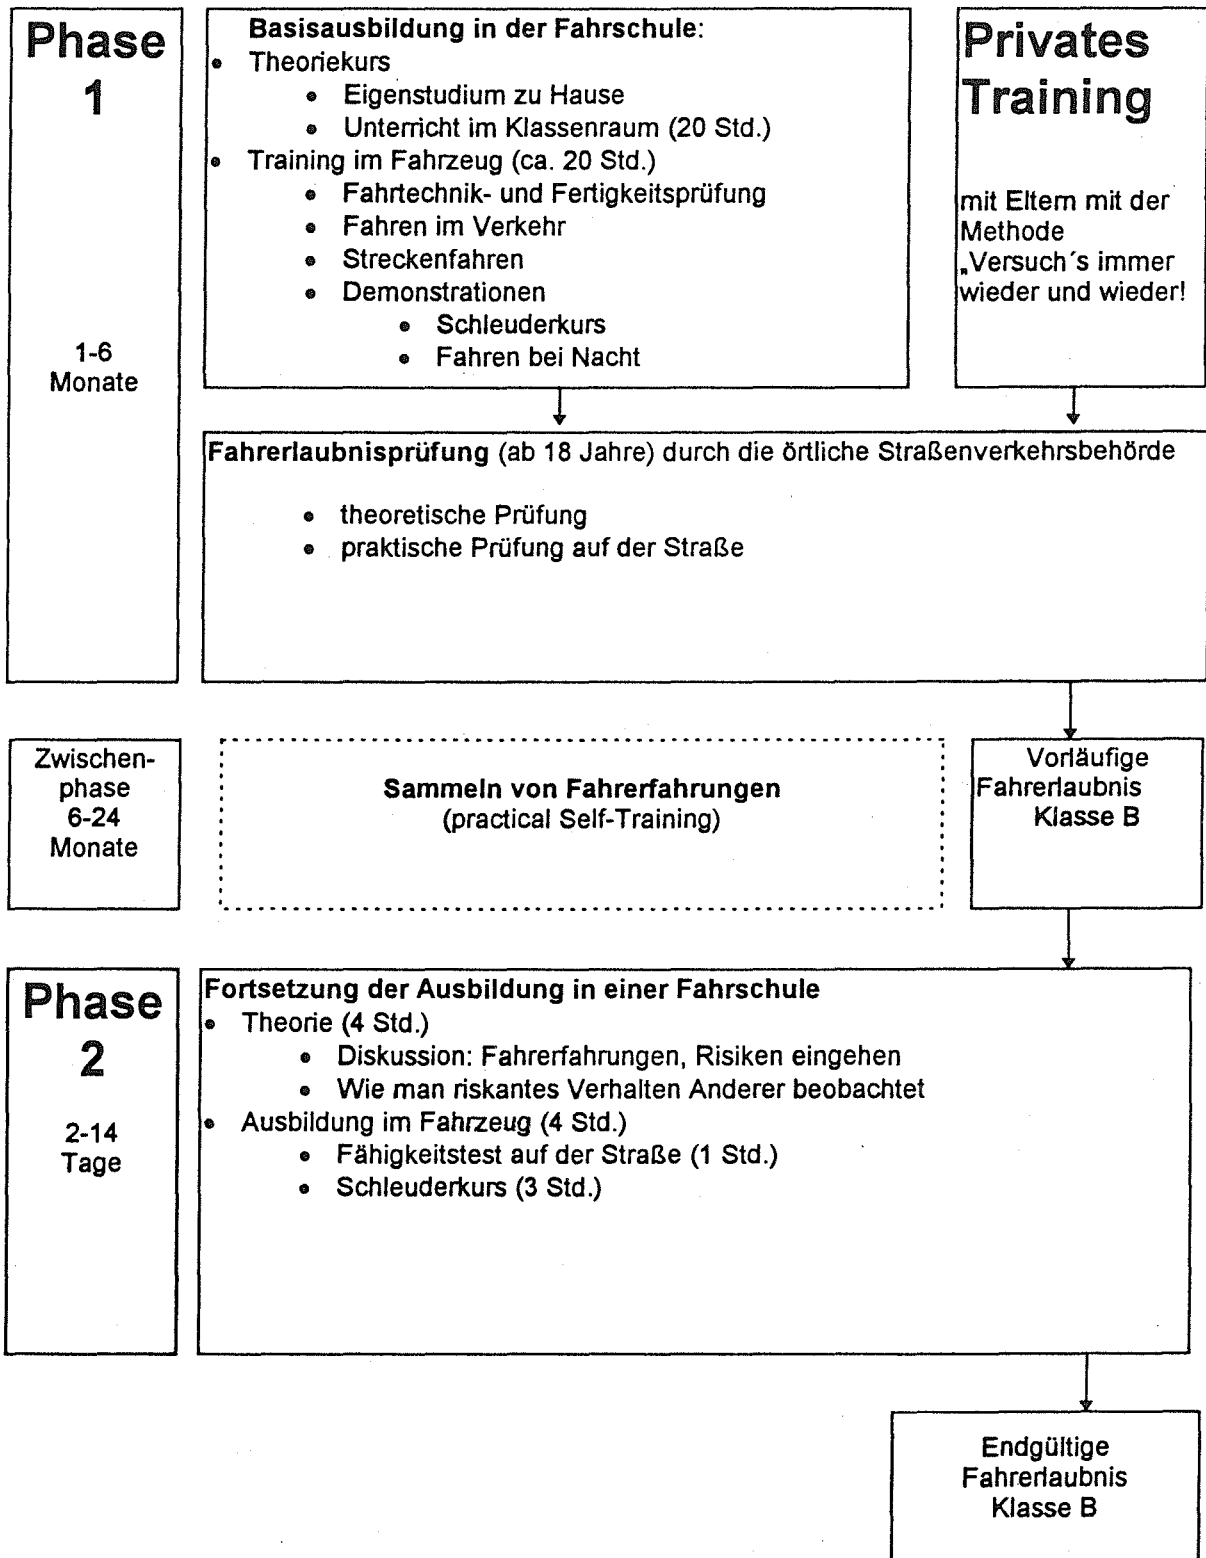 Phase
1
1-6
Monate
Basisausbildung in der Fahrschule:
• Theoriekurs
• Eigenstudium zu Hause
• Unterricht im Klassenraum (20 Std.)
• Training im Fahrzeug (ca. 20 Std.)
• Fahrtechnik- und Fertigkeitsprüfung
• Fahren im Verkehr
• Streckenfahren
• Demonstrationen
• Schleuderkurs
• Fahren bei Nacht
Privates
Training
mit Eltern mit der
Methode
„Versuch´s immer
wieder und wieder!
Fahrerlaubnisprüfung (ab 18 Jahre) durch die örtliche Straßenverkehrsbehörde
• theoretische Prüfung
• praktische Prüfung auf der Straße
Zwischen-
phase
6-24
Monate
Sammeln von Fahrerfahrungen
(practical Self-Training)
Vorläufige
Fahrerlaubnis
Klasse B
Phase
2
2-14
Tage
Fortsetzung der Ausbildung in einer Fahrschule
• Theorie (4 Std.)
• Diskussion: Fahrerfahrungen, Risiken eingehen
• Wie man riskantes Verhalten Anderer beobachtet
• Ausbildung im Fahrzeug (4 Std.)
• Fähigkeitstest auf der Straße (1 Std.)
• Schleuderkurs (3 Std.)
Endgültige
Fahrerlaubnis
Klasse B